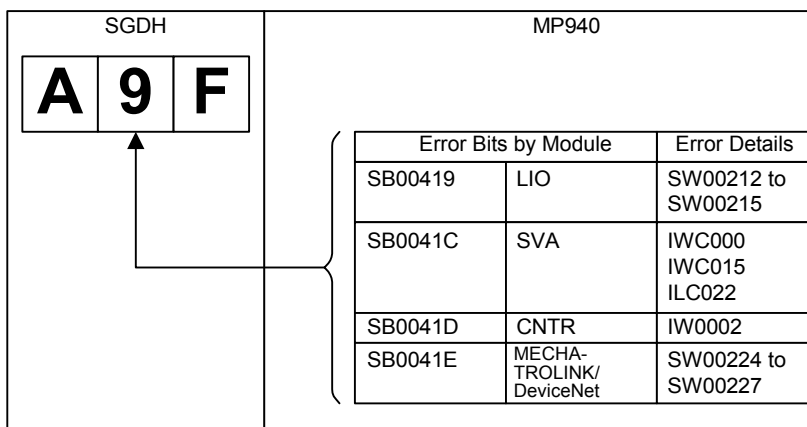 SGDH MP940
A 9 F
Error Bits by Module Error Details
SB00419 LIO SW00212 to
SW00215
SB0041C SVA IWC000
IWC015
ILC022
SB0041D CNTR IW0002
SB0041E MECHA-
TROLINK/
DeviceNet SW00224 to
SW00227